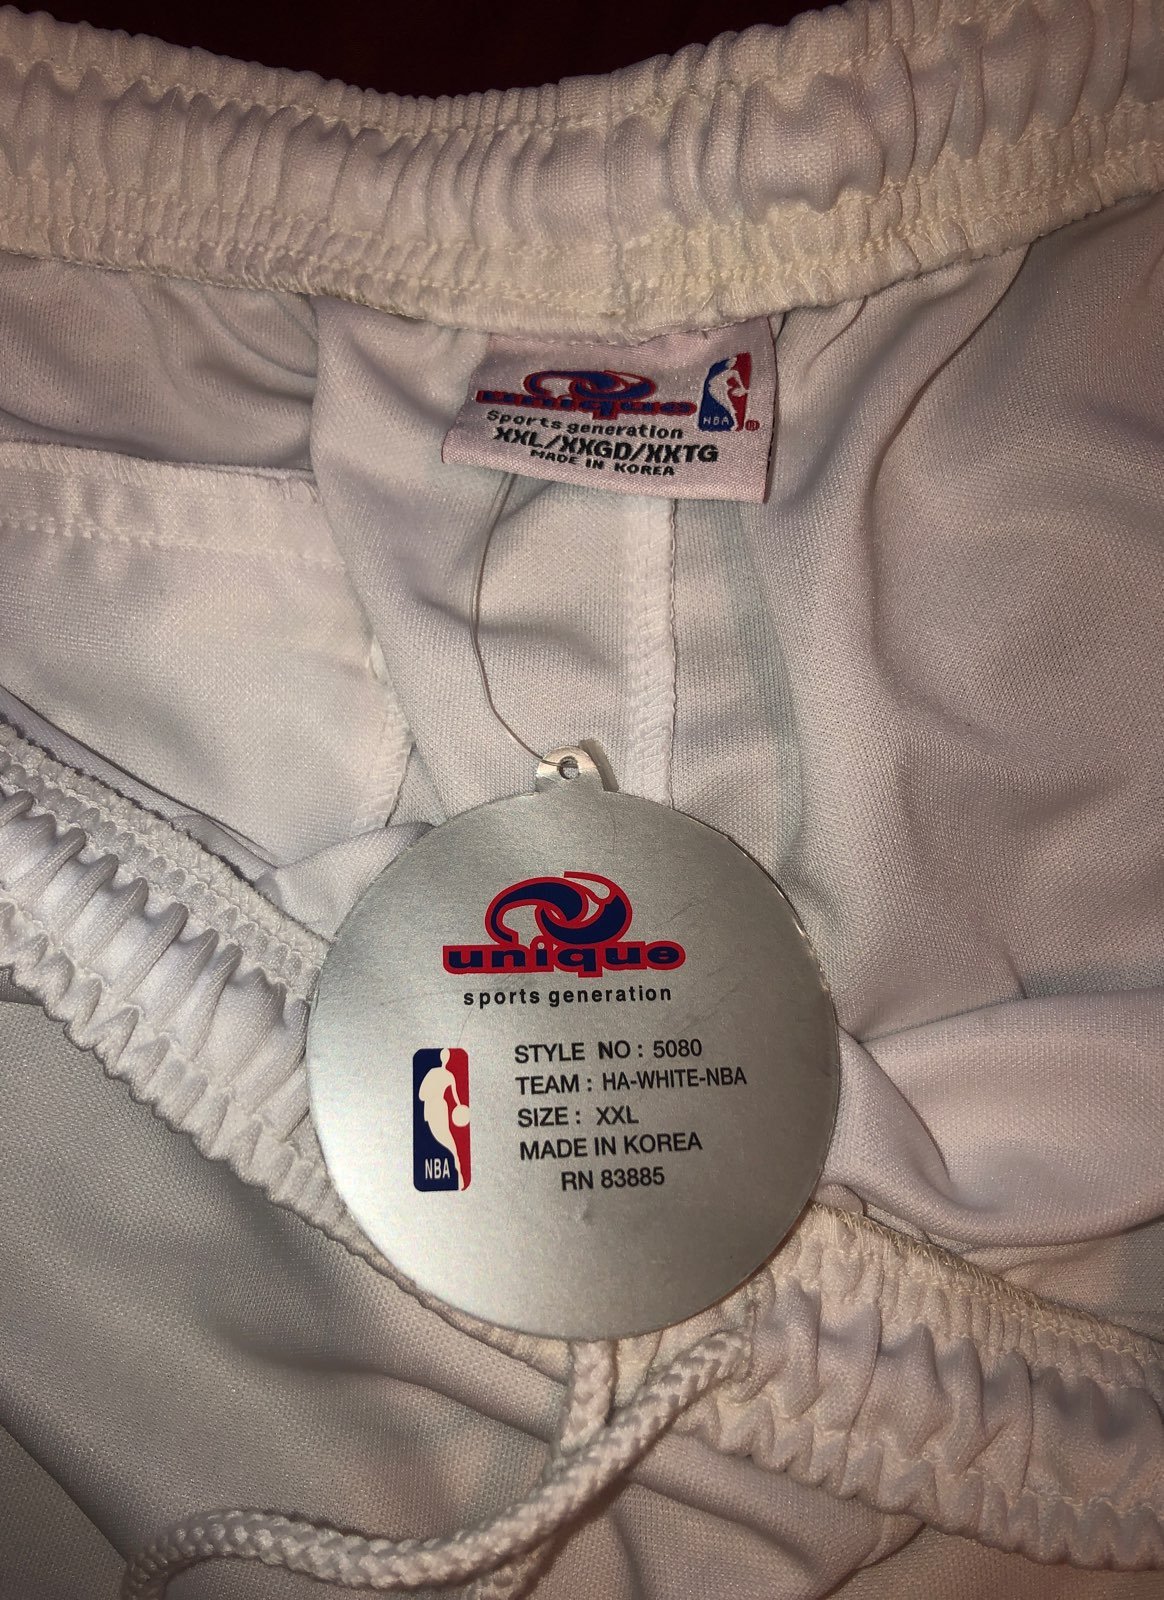 unique
NBA
Sports generation
XXL/XXGD/XXTG
MADE IN KOREA
unique
sports generation
STYLE NO : 5080
TEAM : HA-WHITE-NBA
SIZE : XXL
MADE IN KOREA
RN 83885
NBA